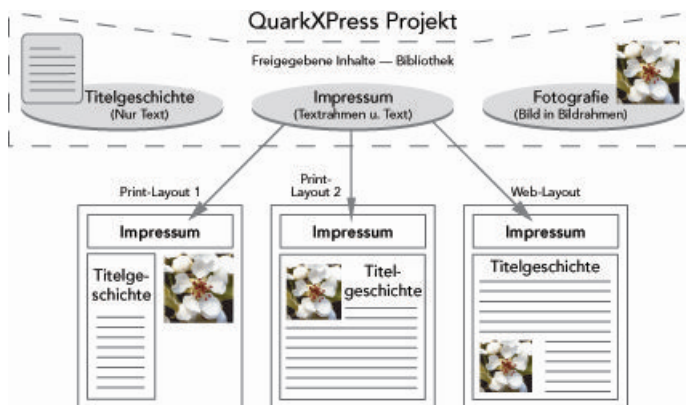 QuarkXPress Projekt
Freigegebene Inhalte — Bibliothek
Titelgeschichte
(Nur Text)
Impressum
(Textrahmen u. Text)
Fotografie
(Bild in Bildrahmen)
Print-Layout 1
Print-
Layout 2
Web-Layout
Impressum
Titelge-
schichte
Impressum
Titel-
geschichte
Impressum
Titelgeschichte